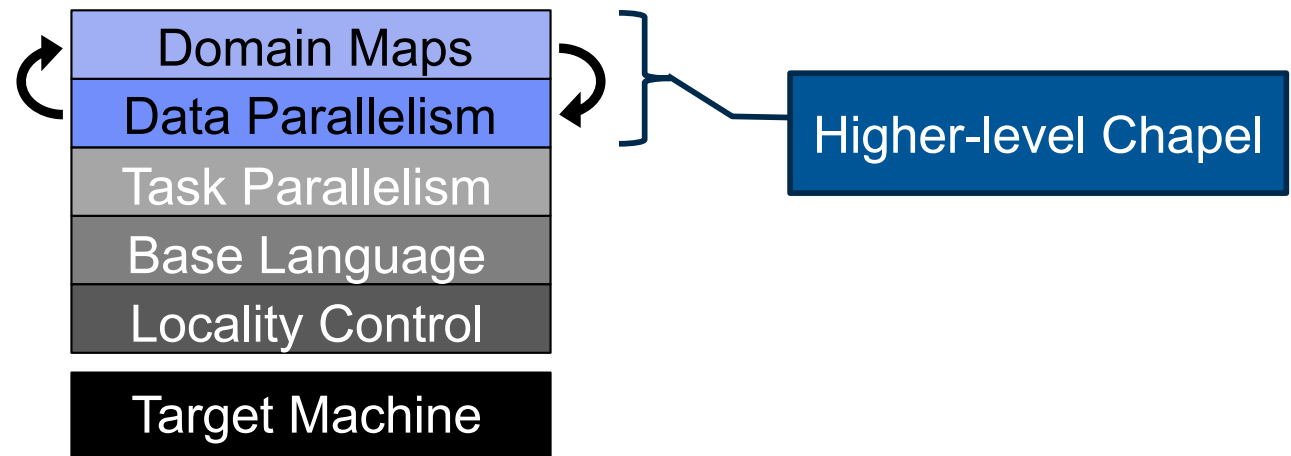 Domain Maps
Data Parallelism
Task Parallelism
Base Language
Locality Control
Target Machine
Higher-level Chapel